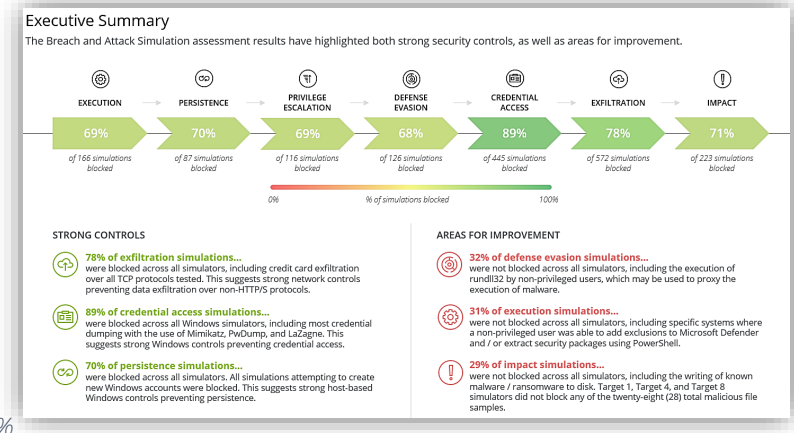 Executive Summary
The Breach and Attack Simulation assessment results have highlighted both strong security controls, as well as areas for improvement.
EXECUTION
PERSISTENCE
PRIVILEGE
ESCALATION
DEFENSE
EVASION
CREDENTIAL
ACCESS
EXFILTRATION
IMPACT
69%
70%
69%
68%
89%
78%
71%
of 166 simulations
blocked
of 87 simulations
blocked
of 116 simulations
blocked
of 126 simulations
blocked
of 445 simulations
blocked
of 572 simulations
blocked
of 223 simulations
blocked
0%
% of simulations blocked
100%
STRONG CONTROLS
78% of exfiltration simulations...
were blocked across all simulators, including credit card exfiltration
over all TCP protocols tested. This suggests strong network controls
preventing data exfiltration over non-HTTP/S protocols.
89% of credential access simulations...
were blocked across all Windows simulators, including most credential
dumping with the use of Mimikatz, PwDump, and LaZagne. This
suggests strong Windows controls preventing credential access.
70% of persistence simulations...
were blocked across all simulators. All simulations attempting to create
new Windows accounts were blocked. This suggests strong host-based
Windows controls preventing persistence.
AREAS FOR IMPROVEMENT
32% of defense evasion simulations...
were not blocked across all simulators, including the execution of
rundll32 by non-privileged users, which may be used to proxy the
execution of malware.
31% of execution simulations...
were not blocked across all simulators, including specific systems where
a non-privileged user was able to add exclusions to Microsoft Defender
and / or extract security packages using PowerShell.
29% of impact simulations...
were not blocked across all simulators, including the writing of known
malware / ransomware to disk. Target 1, Target 4, and Target 8
simulators did not block any of the twenty-eight (28) total malicious file
samples.
%